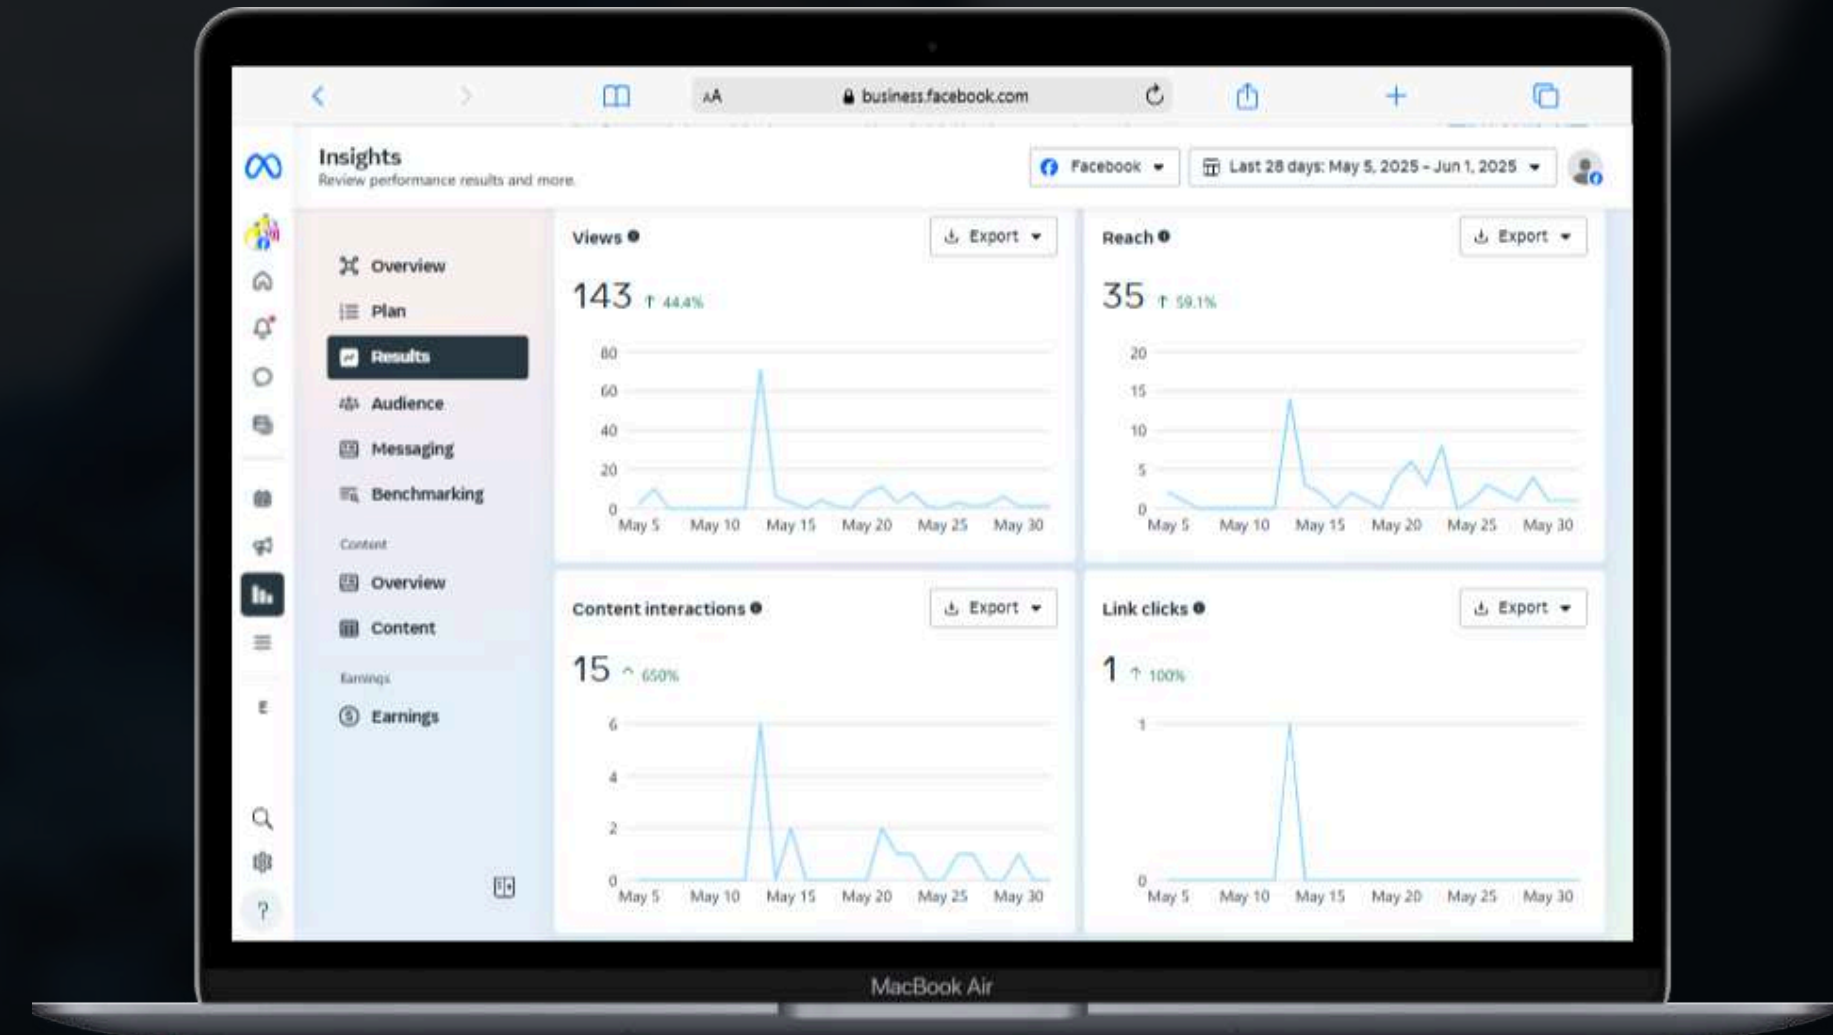 AA
business.facebook.com
Insights
Review performance results and more.
Facebook
Last 28 days: May 5, 2025 – Jun 1, 2025
Overview
Plan
Results
Audience
Messaging
Benchmarking
Content
Overview
Content
Earnings
Earnings
E
?
Views
Export
143 ↑ 44.4%
80
60
40
20
0
May 5 May 10 May 15 May 20 May 25 May 30
Reach
Export
35 ↑ 59.1%
20
15
10
5
0
May 5 May 10 May 15 May 20 May 25 May 30
Content interactions
Export
15 ^ 650%
6
4
2
0
May 5 May 10 May 15 May 20 May 25 May 30
Link clicks
Export
1 ↑ 100%
1
0
May 5 May 10 May 15 May 20 May 25 May 30
MacBook Air